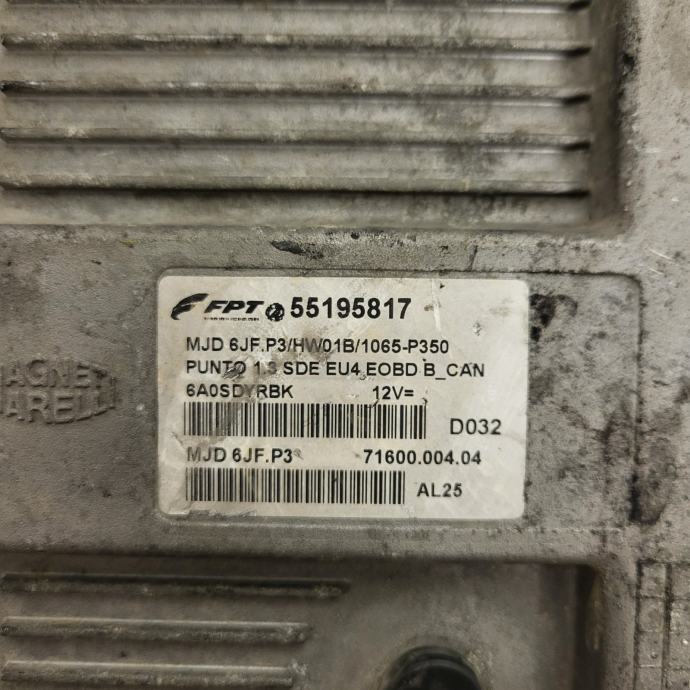 FPT 55195817
MJD 6JF.P3/HW01B/1065-P350
PUNTO 1.3 SDE EU4 EOBD B_CAN
6A0SDYRBK 12V=
D032
MJD 6JF.P3 71600.004.04
AL25
MAGNETI
MARELLI